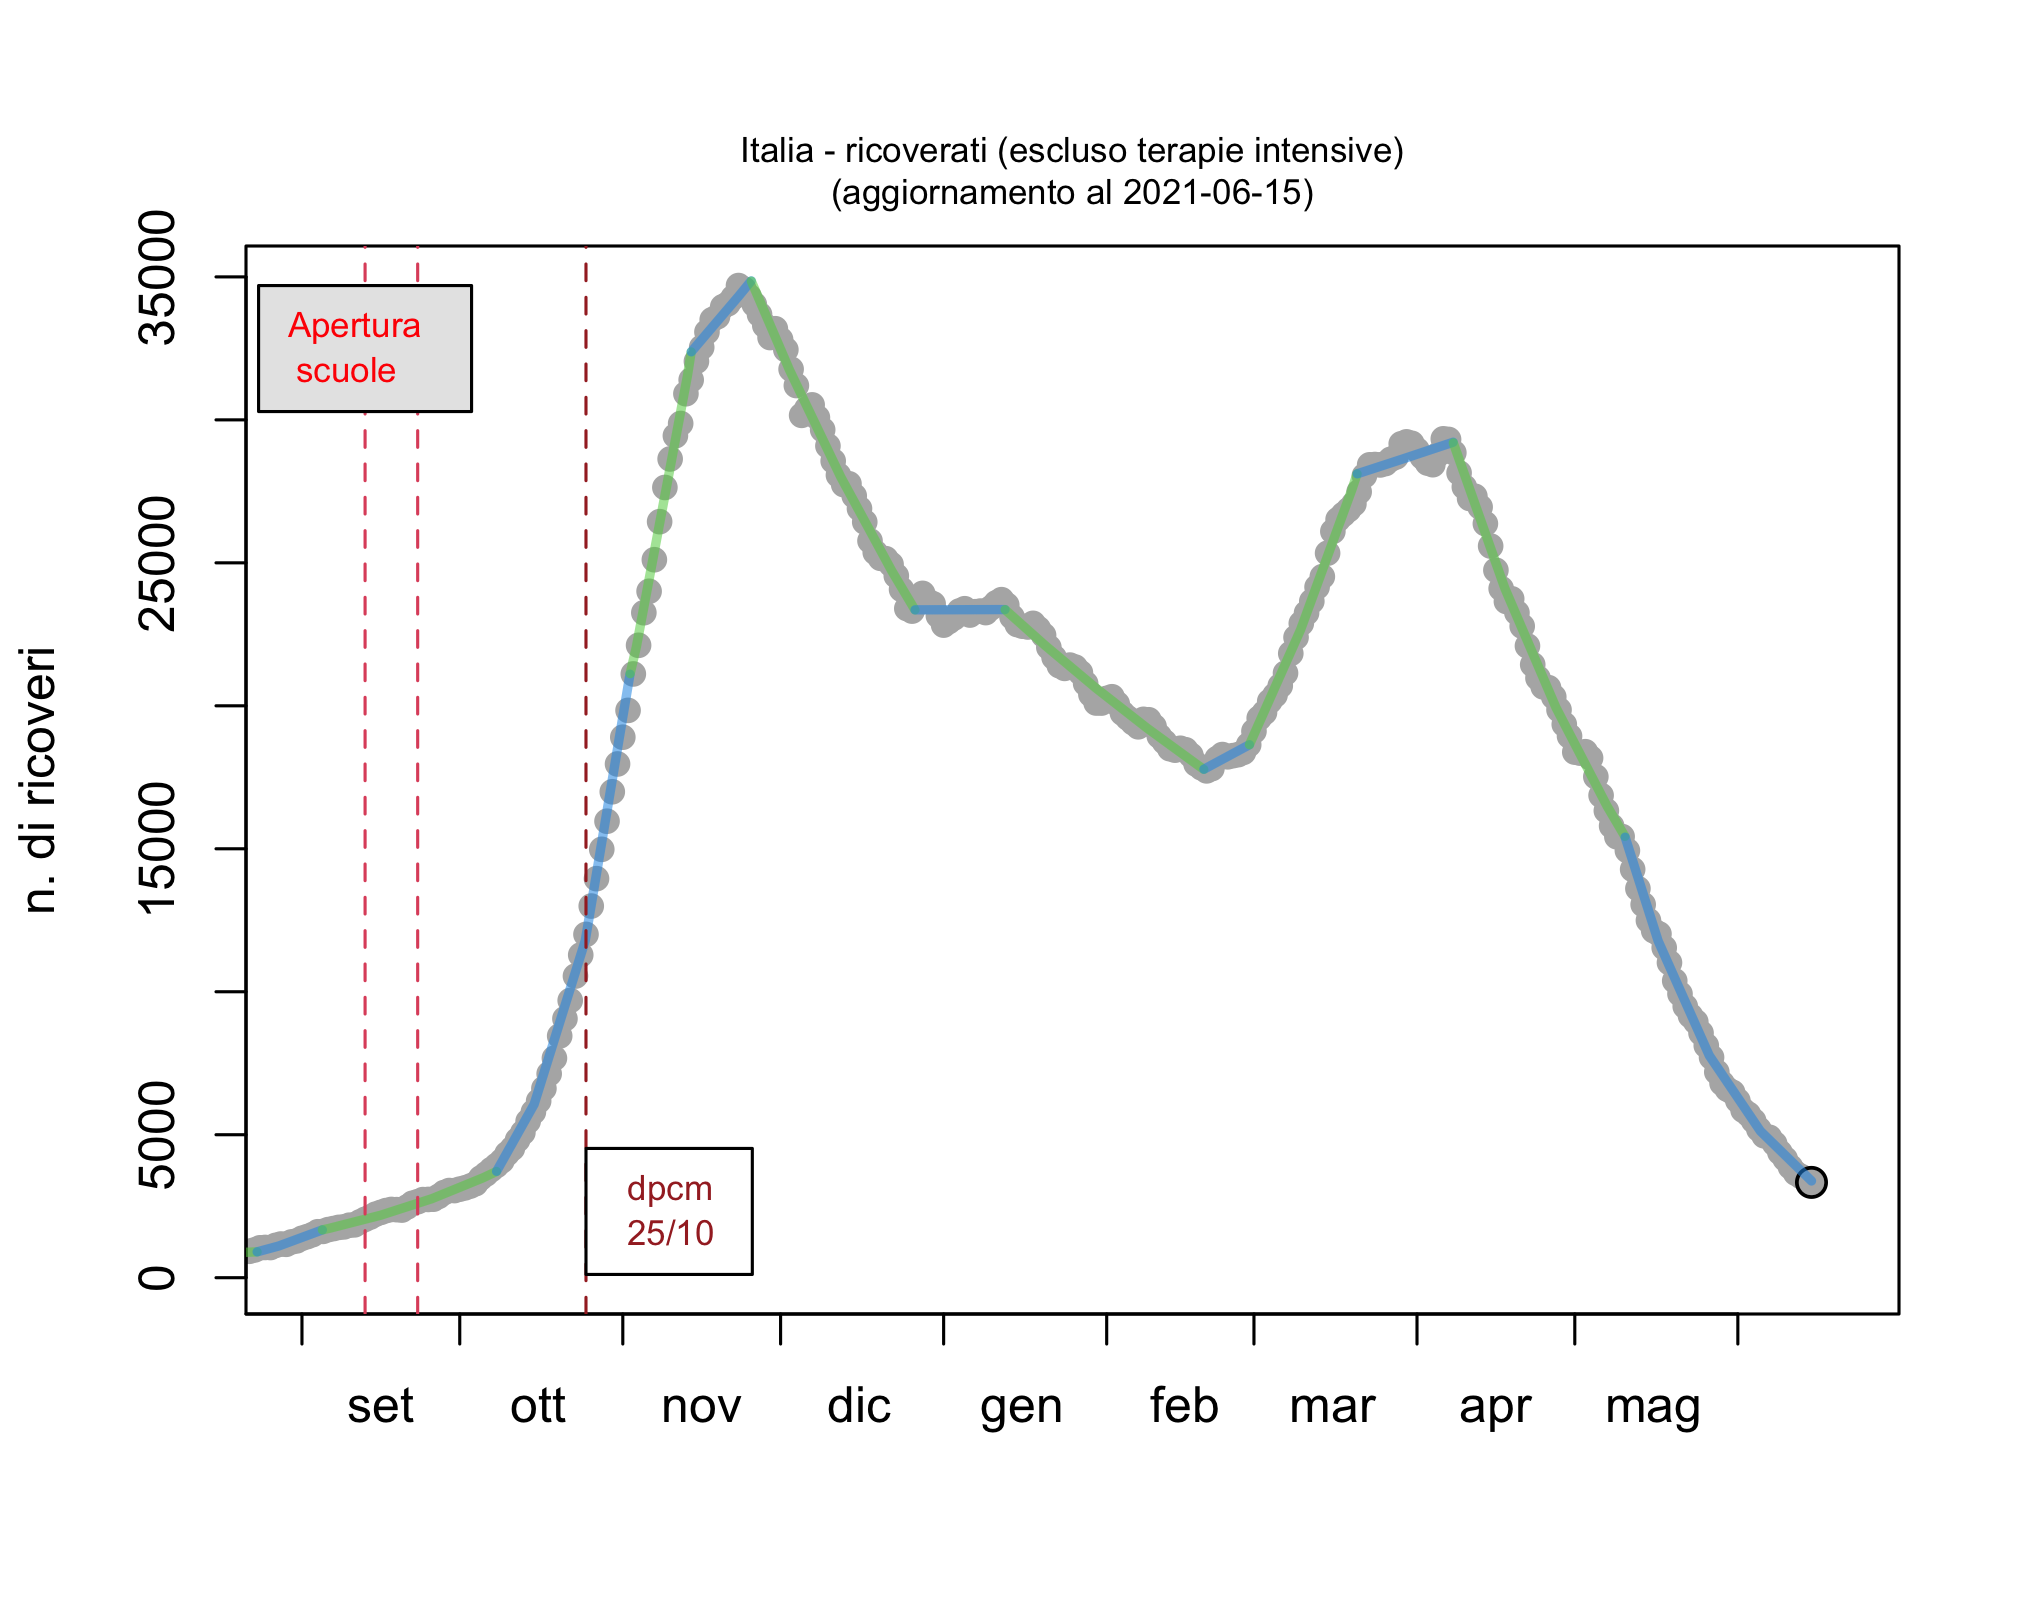 Italia - ricoverati (escluso terapie intensive)
(aggiornamento al 2021-06-15)
n. di ricoveri
35000
25000
15000
5000
0
Apertura
scuole
dpcm
25/10
set ott nov dic gen feb mar apr mag